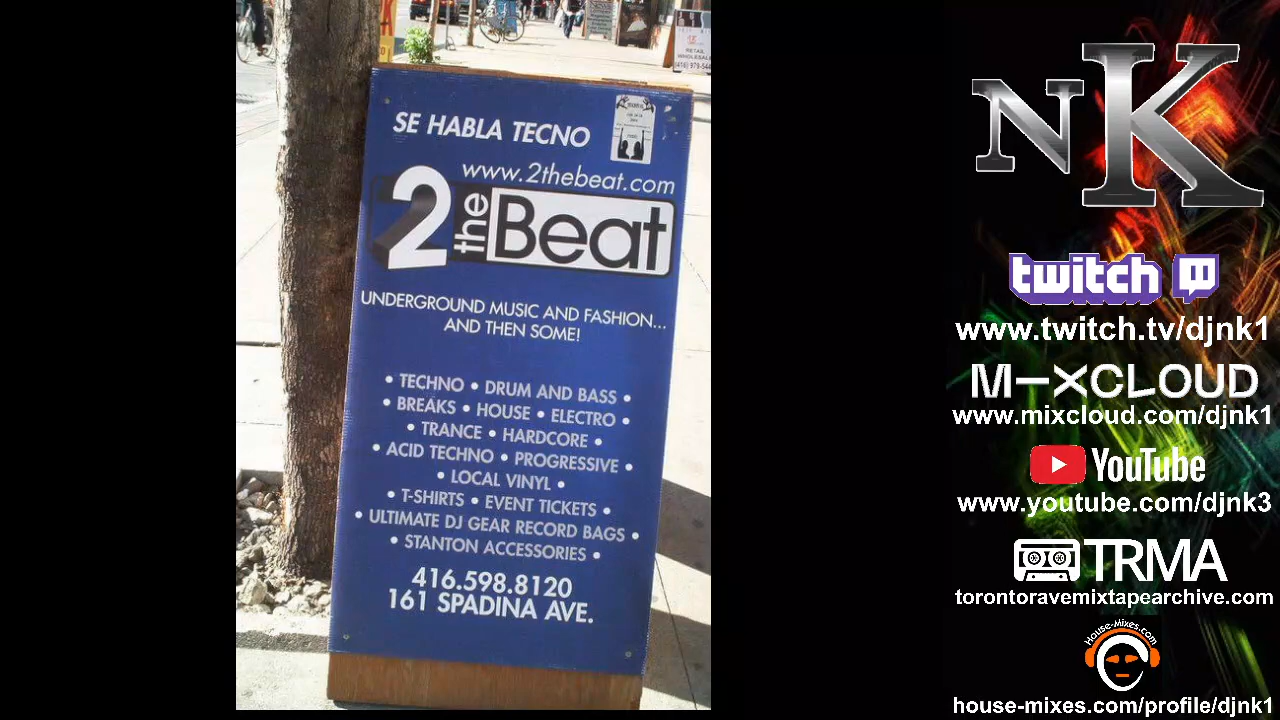 SE HABLA TECNO
www.2thebeat.com
2 the Beat
UNDERGROUND MUSIC AND FASHION...
AND THEN SOME!
• TECHNO • DRUM AND BASS •
• BREAKS • HOUSE • ELECTRO •
• TRANCE • HARDCORE •
• ACID TECHNO • PROGRESSIVE •
• LOCAL VINYL •
• T-SHIRTS • EVENT TICKETS •
• ULTIMATE DJ GEAR RECORD BAGS •
• STANTON ACCESSORIES •
416.598.8120
161 SPADINA AVE.
RETAIL
WHOLESALE
NK
twitch
www.twitch.tv/djnk1
M-XCLOUD
www.mixcloud.com/djnk1
YouTube
www.youtube.com/djnk3
TRMA
torontoravemixtapearchive.com
House-Mixes.com
house-mixes.com/profile/djnk1